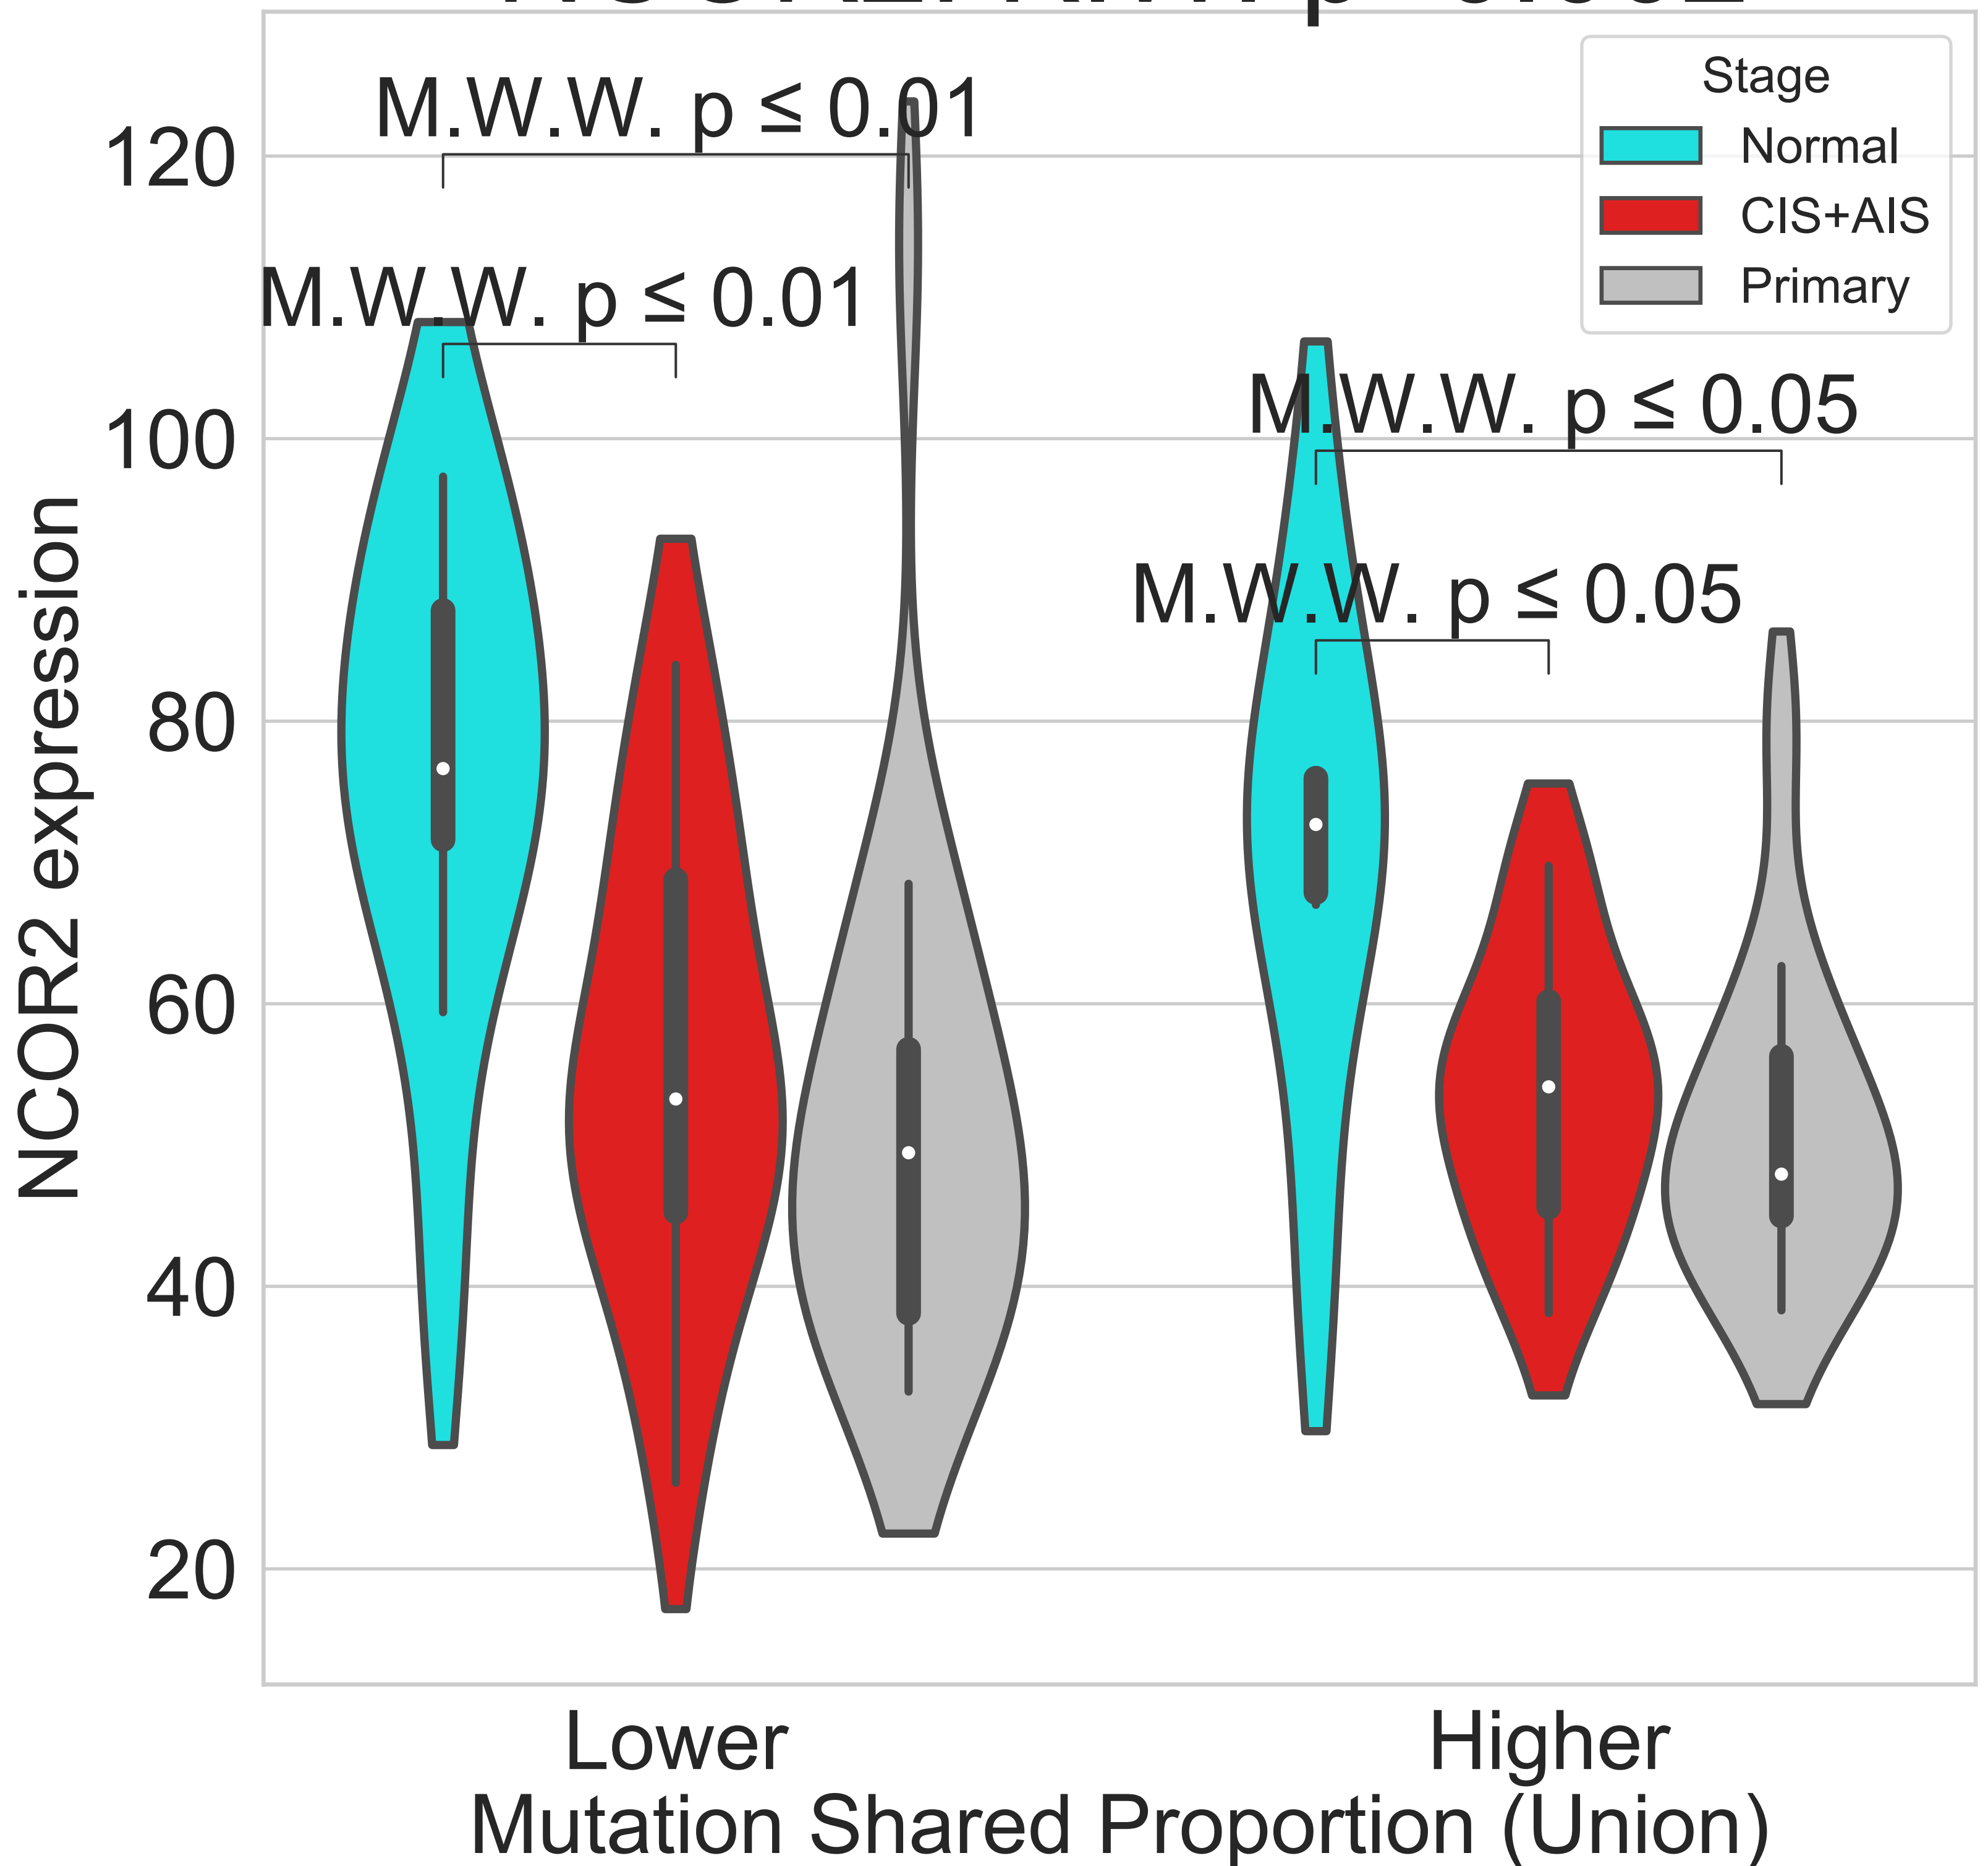 M.W.W. p ≤ 0.01
M.W.W. p ≤ 0.01
M.W.W. p ≤ 0.05
M.W.W. p ≤ 0.05
Stage
Normal
CIS+AIS
Primary
120
100
80
60
40
20
NCOR2 expression
Lower
Higher
Mutation Shared Proportion (Union)